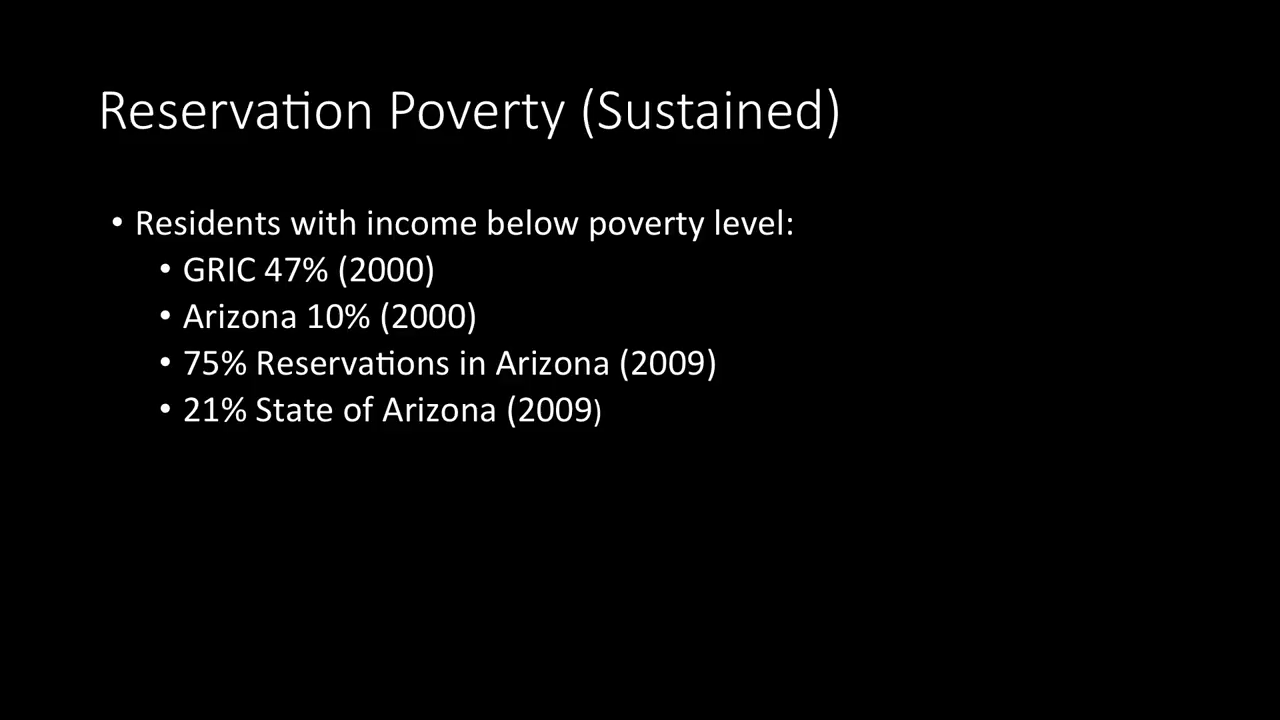 Reservation Poverty (Sustained)
• Residents with income below poverty level:
• GRIC 47% (2000)
• Arizona 10% (2000)
• 75% Reservations in Arizona (2009)
• 21% State of Arizona (2009)